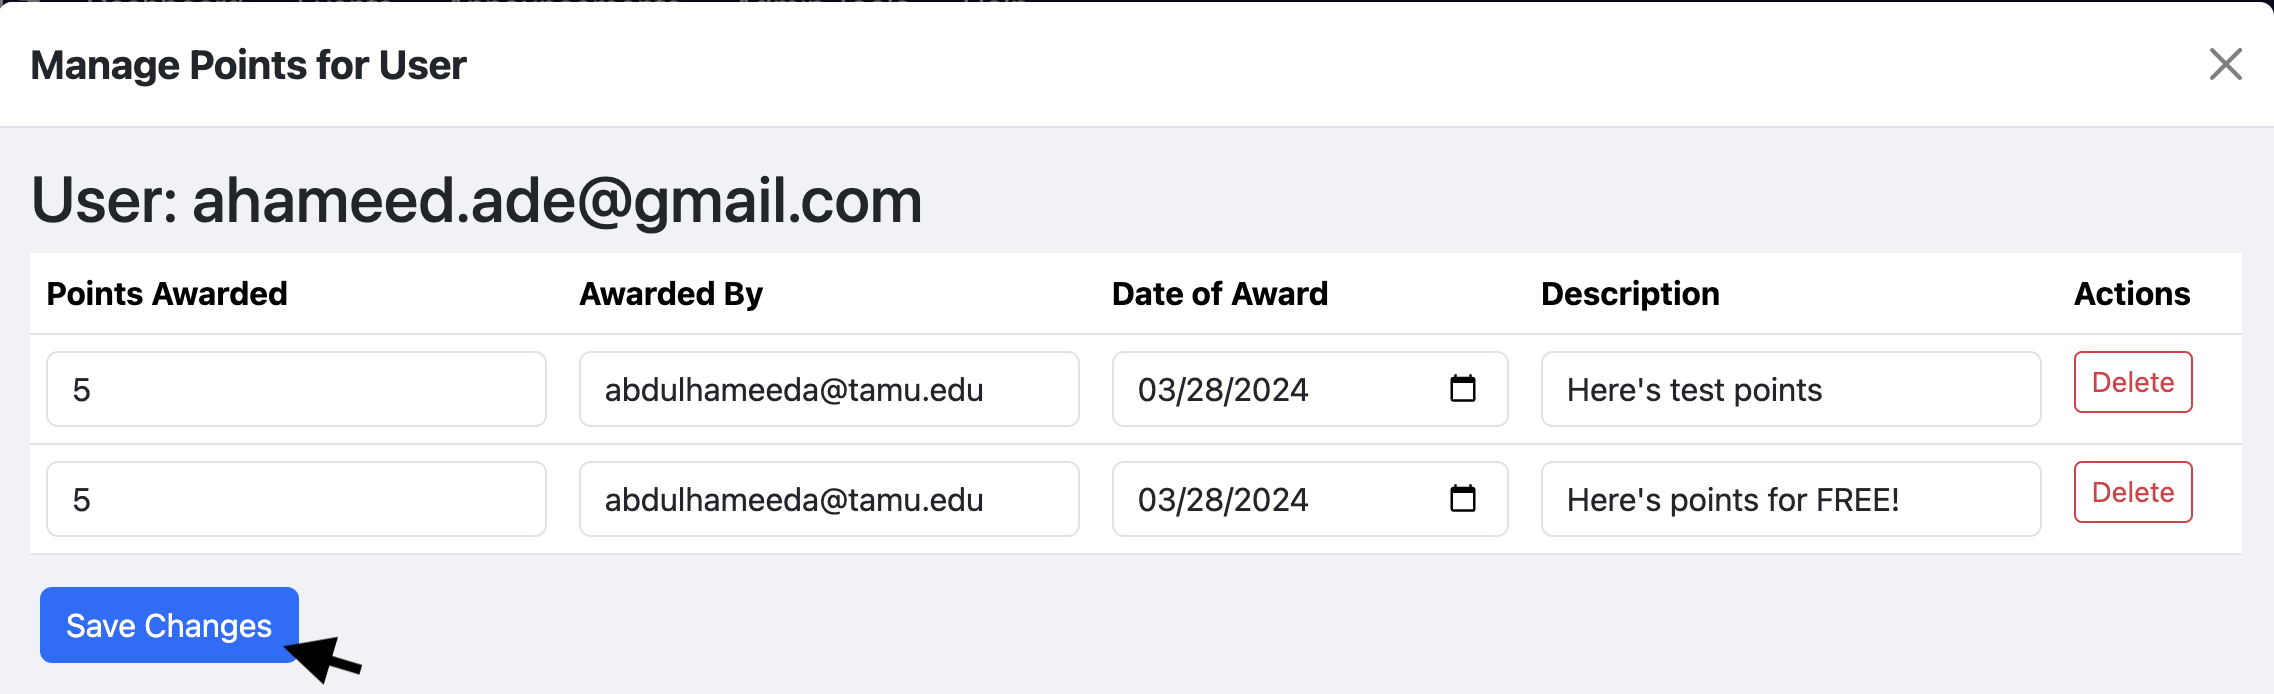 Manage Points for User
User: ahameed.ade@gmail.com
Points Awarded Awarded By Date of Award Description Actions
5 abdulhameeda@tamu.edu 03/28/2024 Here's test points Delete
5 abdulhameeda@tamu.edu 03/28/2024 Here's points for FREE! Delete
Save Changes